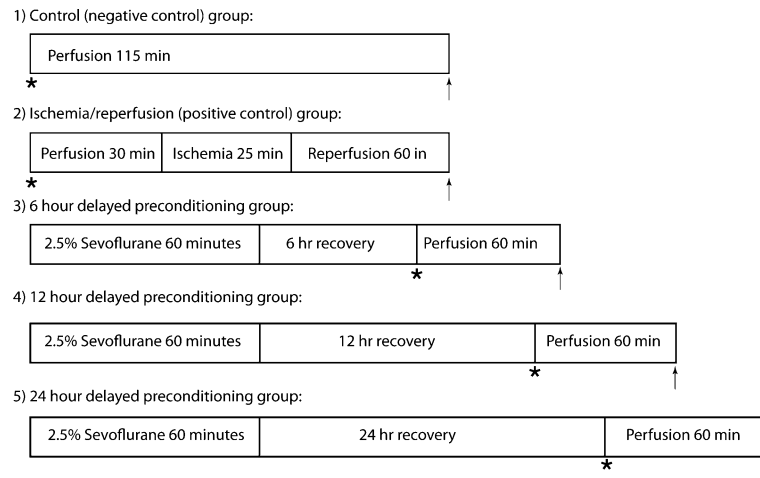 1) Control (negative control) group:
Perfusion 115 min
*
2) Ischemia/reperfusion (positive control) group:
Perfusion 30 min Ischemia 25 min Reperfusion 60 in
*
3) 6 hour delayed preconditioning group:
2.5% Sevoflurane 60 minutes 6 hr recovery Perfusion 60 min
*
4) 12 hour delayed preconditioning group:
2.5% Sevoflurane 60 minutes 12 hr recovery Perfusion 60 min
*
5) 24 hour delayed preconditioning group:
2.5% Sevoflurane 60 minutes 24 hr recovery Perfusion 60 min
*